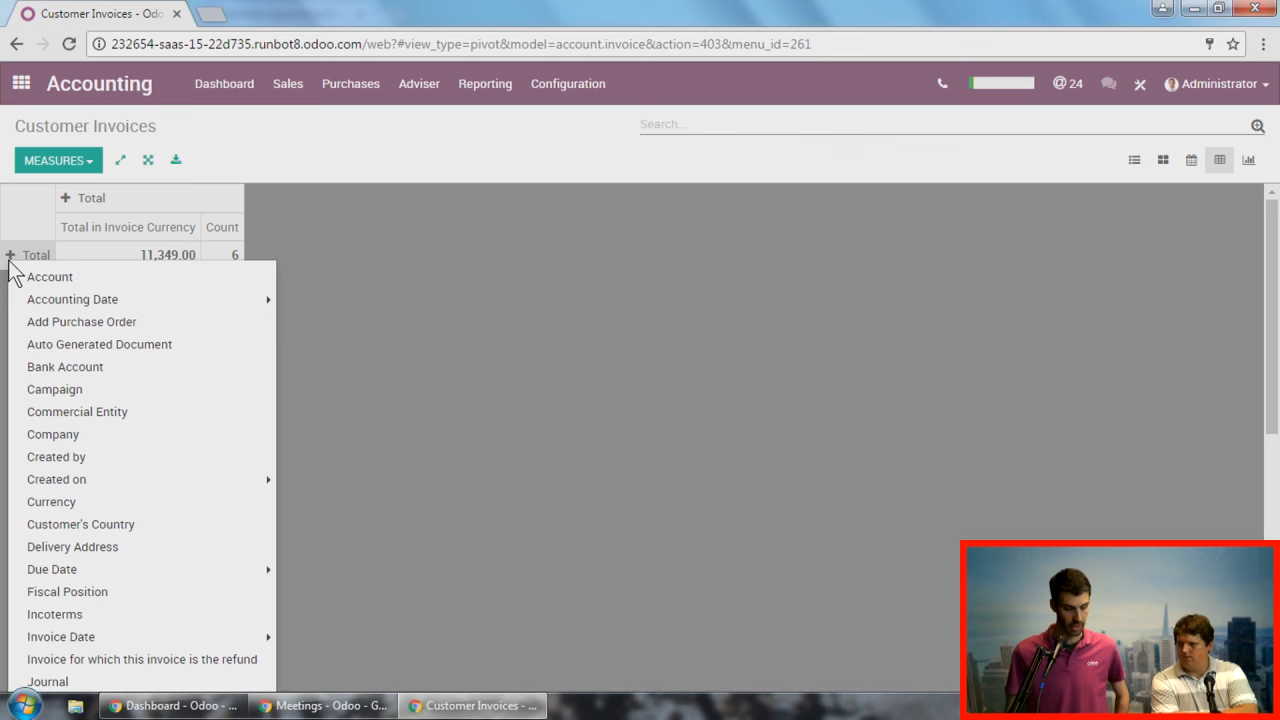 Customer Invoices - Odo
232654-saas-15-22d735.runbot8.odoo.com/web?#view_type=pivot&model=account.invoice&action=403&menu_id=261
Accounting Dashboard Sales Purchases Adviser Reporting Configuration @24 Administrator
Customer Invoices Search...
MEASURES
Total
Total in Invoice Currency Count
Total 11,349.00 6
Account
Accounting Date
Add Purchase Order
Auto Generated Document
Bank Account
Campaign
Commercial Entity
Company
Created by
Created on
Currency
Customer's Country
Delivery Address
Due Date
Fiscal Position
Incoterms
Invoice Date
Invoice for which this invoice is the refund
Journal
Dashboard - Odoo - ... Meetings - Odoo - G... Customer Invoices - ...